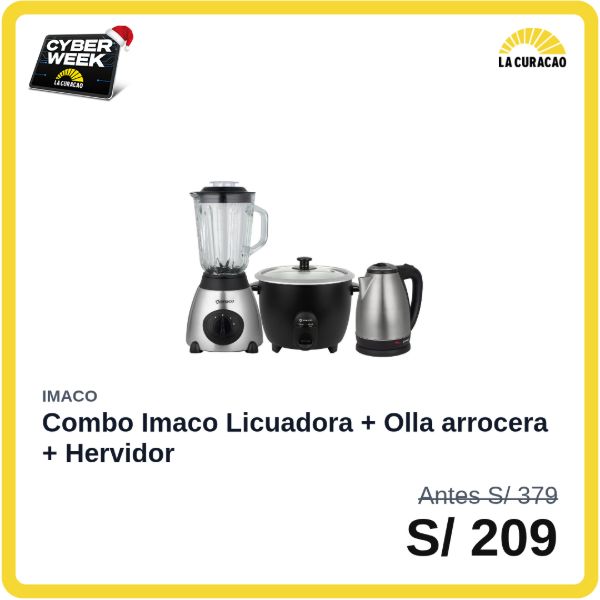 CYBER
WEEK
LA CURACAO
LA CURACAO
IMACO
Combo Imaco Licuadora + Olla arrocera
+ Hervidor
Antes S/ 379
S/ 209